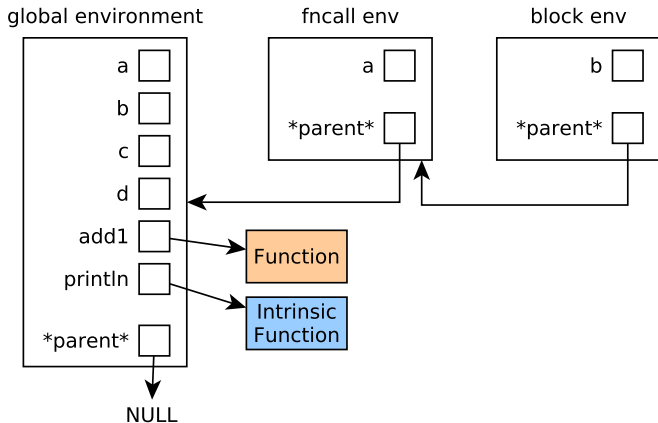 global environment
fncall env
block env
a
b
c
d
add1
println
*parent*
NULL
Function
Intrinsic
Function
a
*parent*
b
*parent*